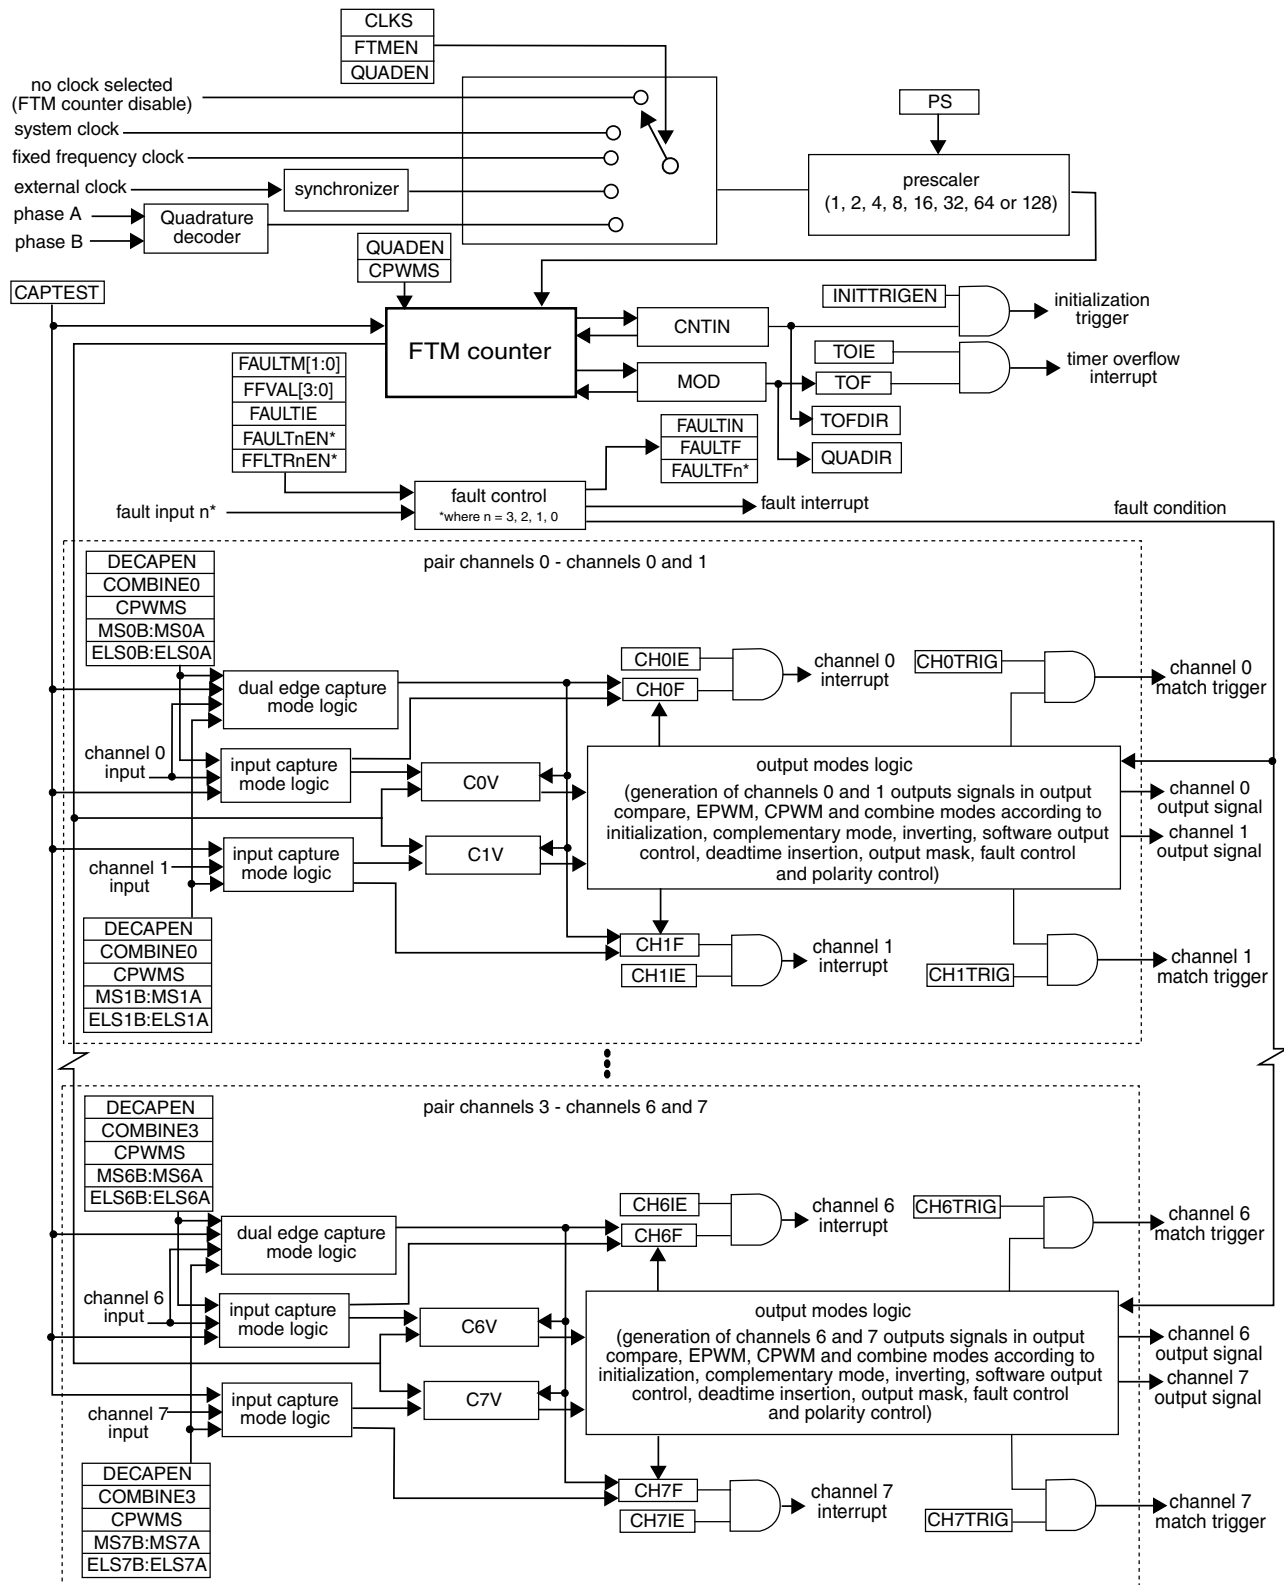 CLKS
FTMEN
QUADEN
no clock selected
(FTM counter disable)
system clock
fixed frequency clock
external clock
synchronizer
phase A
phase B
Quadrature
decoder
PS
prescaler
(1, 2, 4, 8, 16, 32, 64 or 128)
QUADEN
CPWMS
CAPTEST
FTM counter
CNTIN
MOD
INITTRIGEN
initialization
trigger
TOIE
TOF
timer overflow
interrupt
TOFDIR
QUADIR
FAULTM[1:0]
FFVAL[3:0]
FAULTIE
FAULTnEN*
FFLTRnEN*
FAULTIN
FAULTF
FAULTFn*
fault input n*
fault control
*where n = 3, 2, 1, 0
fault interrupt
fault condition
pair channels 0 - channels 0 and 1
DECAPEN
COMBINE0
CPWMS
MS0B:MS0A
ELS0B:ELS0A
dual edge capture
mode logic
channel 0
input
input capture
mode logic
C0V
channel 1
input
input capture
mode logic
C1V
DECAPEN
COMBINE0
CPWMS
MS1B:MS1A
ELS1B:ELS1A
CH0IE
CH0F
channel 0
interrupt
CH0TRIG
channel 0
match trigger
output modes logic
(generation of channels 0 and 1 outputs signals in output
compare, EPWM, CPWM and combine modes according to
initialization, complementary mode, inverting, software output
control, deadtime insertion, output mask, fault control
and polarity control)
channel 0
output signal
channel 1
output signal
CH1F
CH1IE
channel 1
interrupt
CH1TRIG
channel 1
match trigger
pair channels 3 - channels 6 and 7
DECAPEN
COMBINE3
CPWMS
MS6B:MS6A
ELS6B:ELS6A
dual edge capture
mode logic
channel 6
input
input capture
mode logic
C6V
channel 7
input
input capture
mode logic
C7V
DECAPEN
COMBINE3
CPWMS
MS7B:MS7A
ELS7B:ELS7A
CH6IE
CH6F
channel 6
interrupt
CH6TRIG
channel 6
match trigger
output modes logic
(generation of channels 6 and 7 outputs signals in output
compare, EPWM, CPWM and combine modes according to
initialization, complementary mode, inverting, software output
control, deadtime insertion, output mask, fault control
and polarity control)
channel 6
output signal
channel 7
output signal
CH7F
CH7IE
channel 7
interrupt
CH7TRIG
channel 7
match trigger